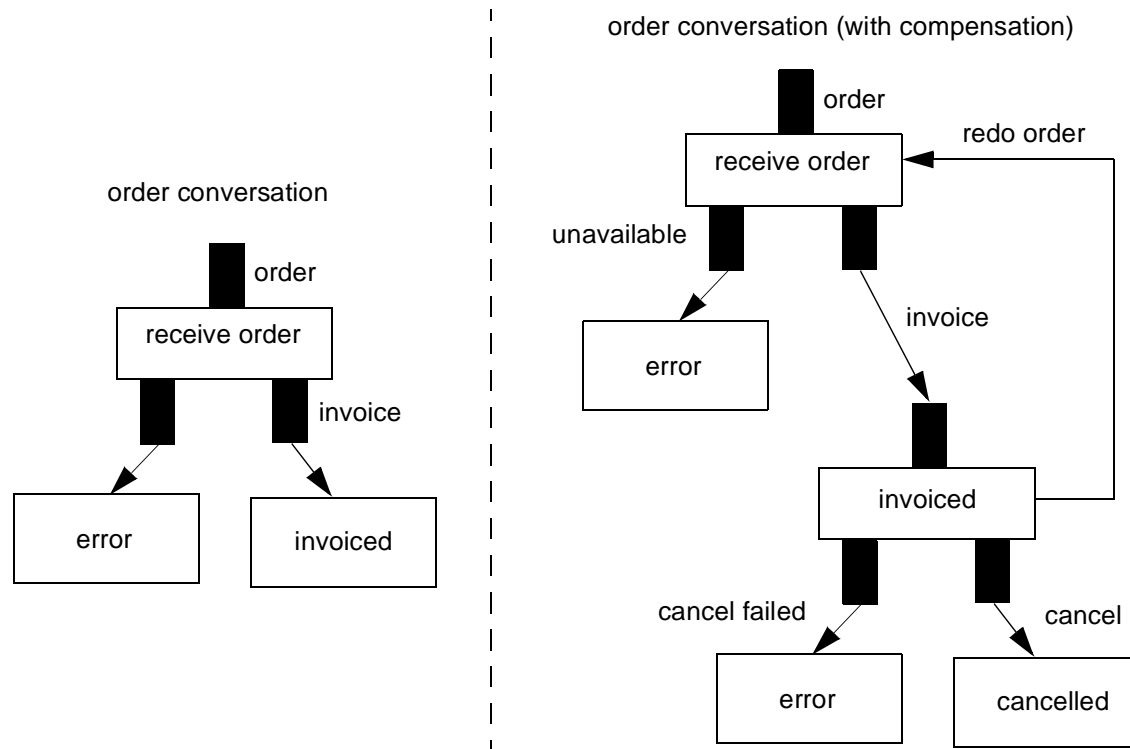 order conversation
order
receive order
invoice
error
invoiced
order conversation (with compensation)
order
redo order
receive order
unavailable
invoice
error
invoiced
cancel failed
cancel
error
cancelled